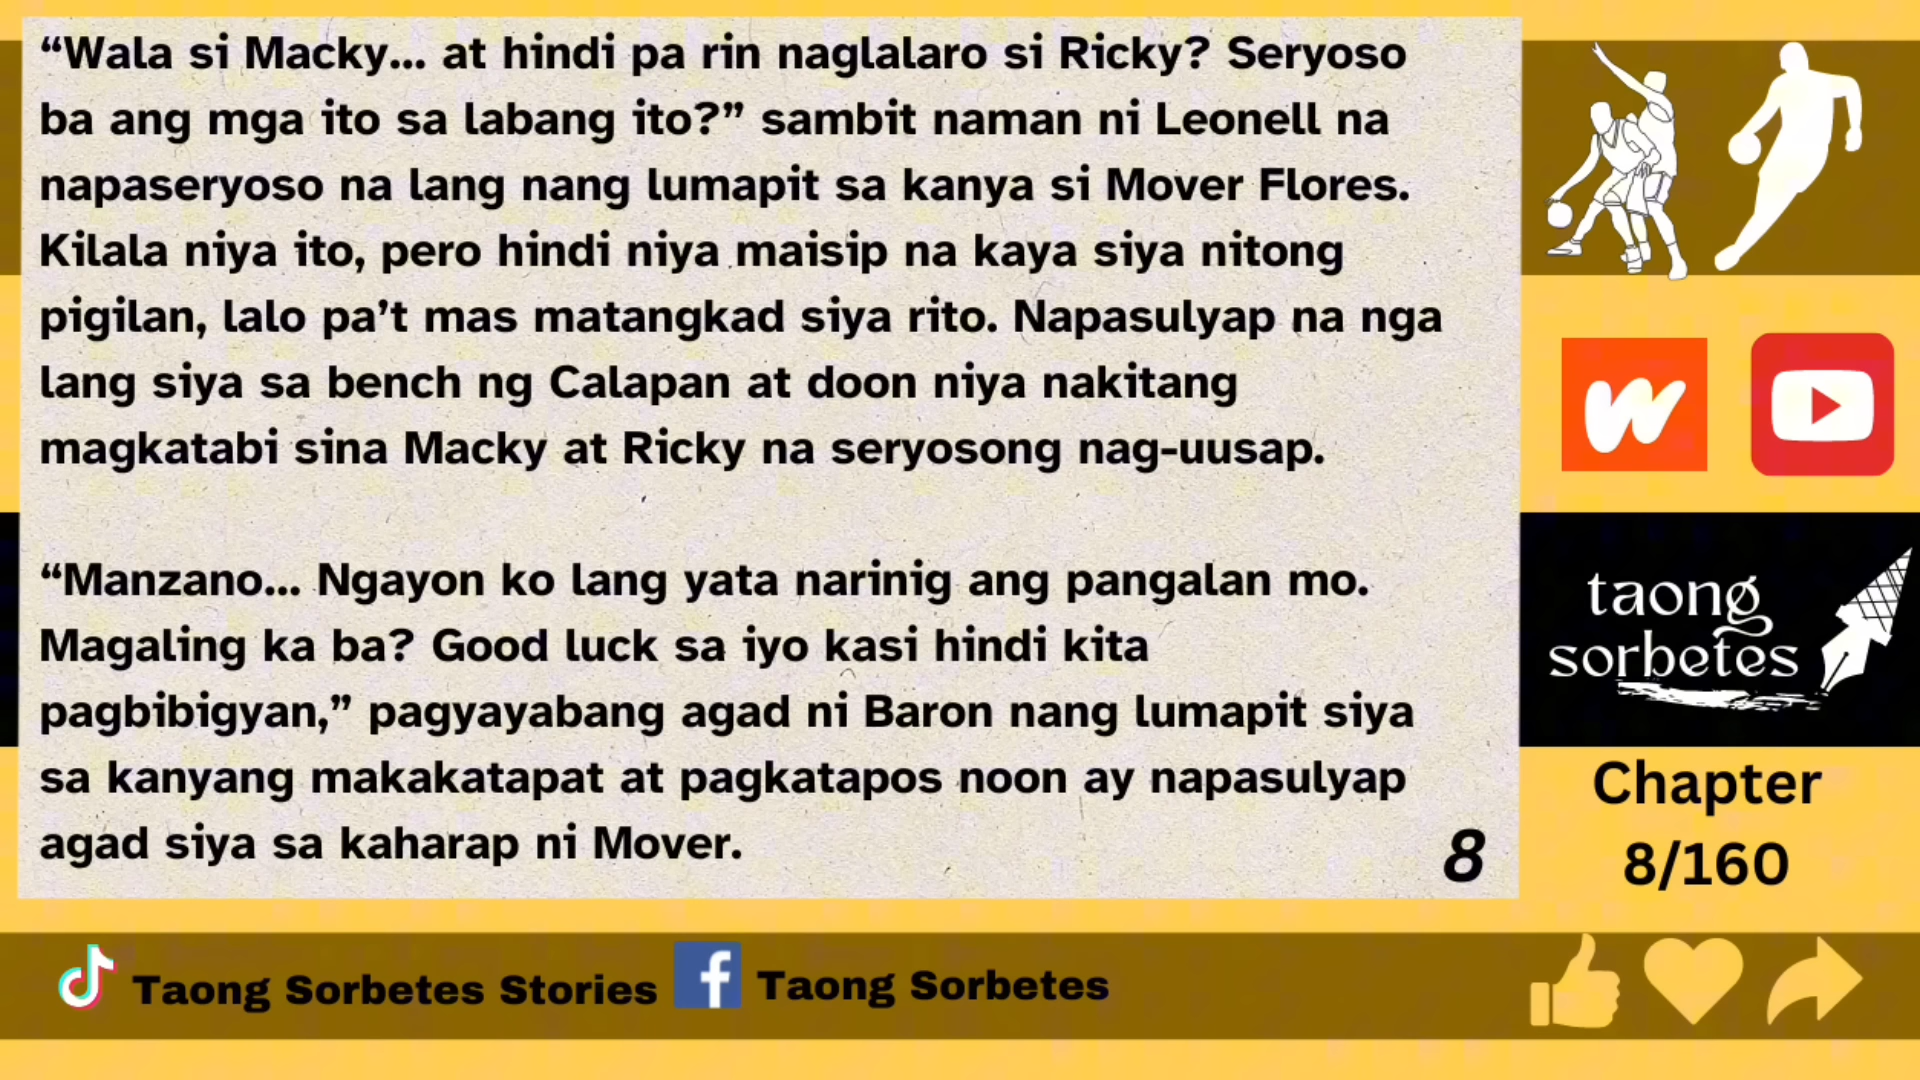 “Wala si Macky... at hindi pa rin naglalaro si Ricky? Seryoso
ba ang mga ito sa labang ito?” sambit naman ni Leonell na
napaseryoso na lang nang lumapit sa kanya si Mover Flores.
Kilala niya ito, pero hindi niya maisip na kaya siya nitong
pigilan, lalo pa’t mas matangkad siya rito. Napasulyap na nga
lang siya sa bench ng Calapan at doon niya nakitang
magkatabi sina Macky at Ricky na seryosong nag-uusap.
“Manzano... Ngayon ko lang yata narinig ang pangalan mo.
Magaling ka ba? Good luck sa iyo kasi hindi kita
pagbibigyan,” pagyayabang agad ni Baron nang lumapit siya
sa kanyang makakatapat at pagkatapos noon ay napasulyap
agad siya sa kaharap ni Mover.
8
taong
sorbetes
Chapter
8/160
Taong Sorbetes Stories
Taong Sorbetes